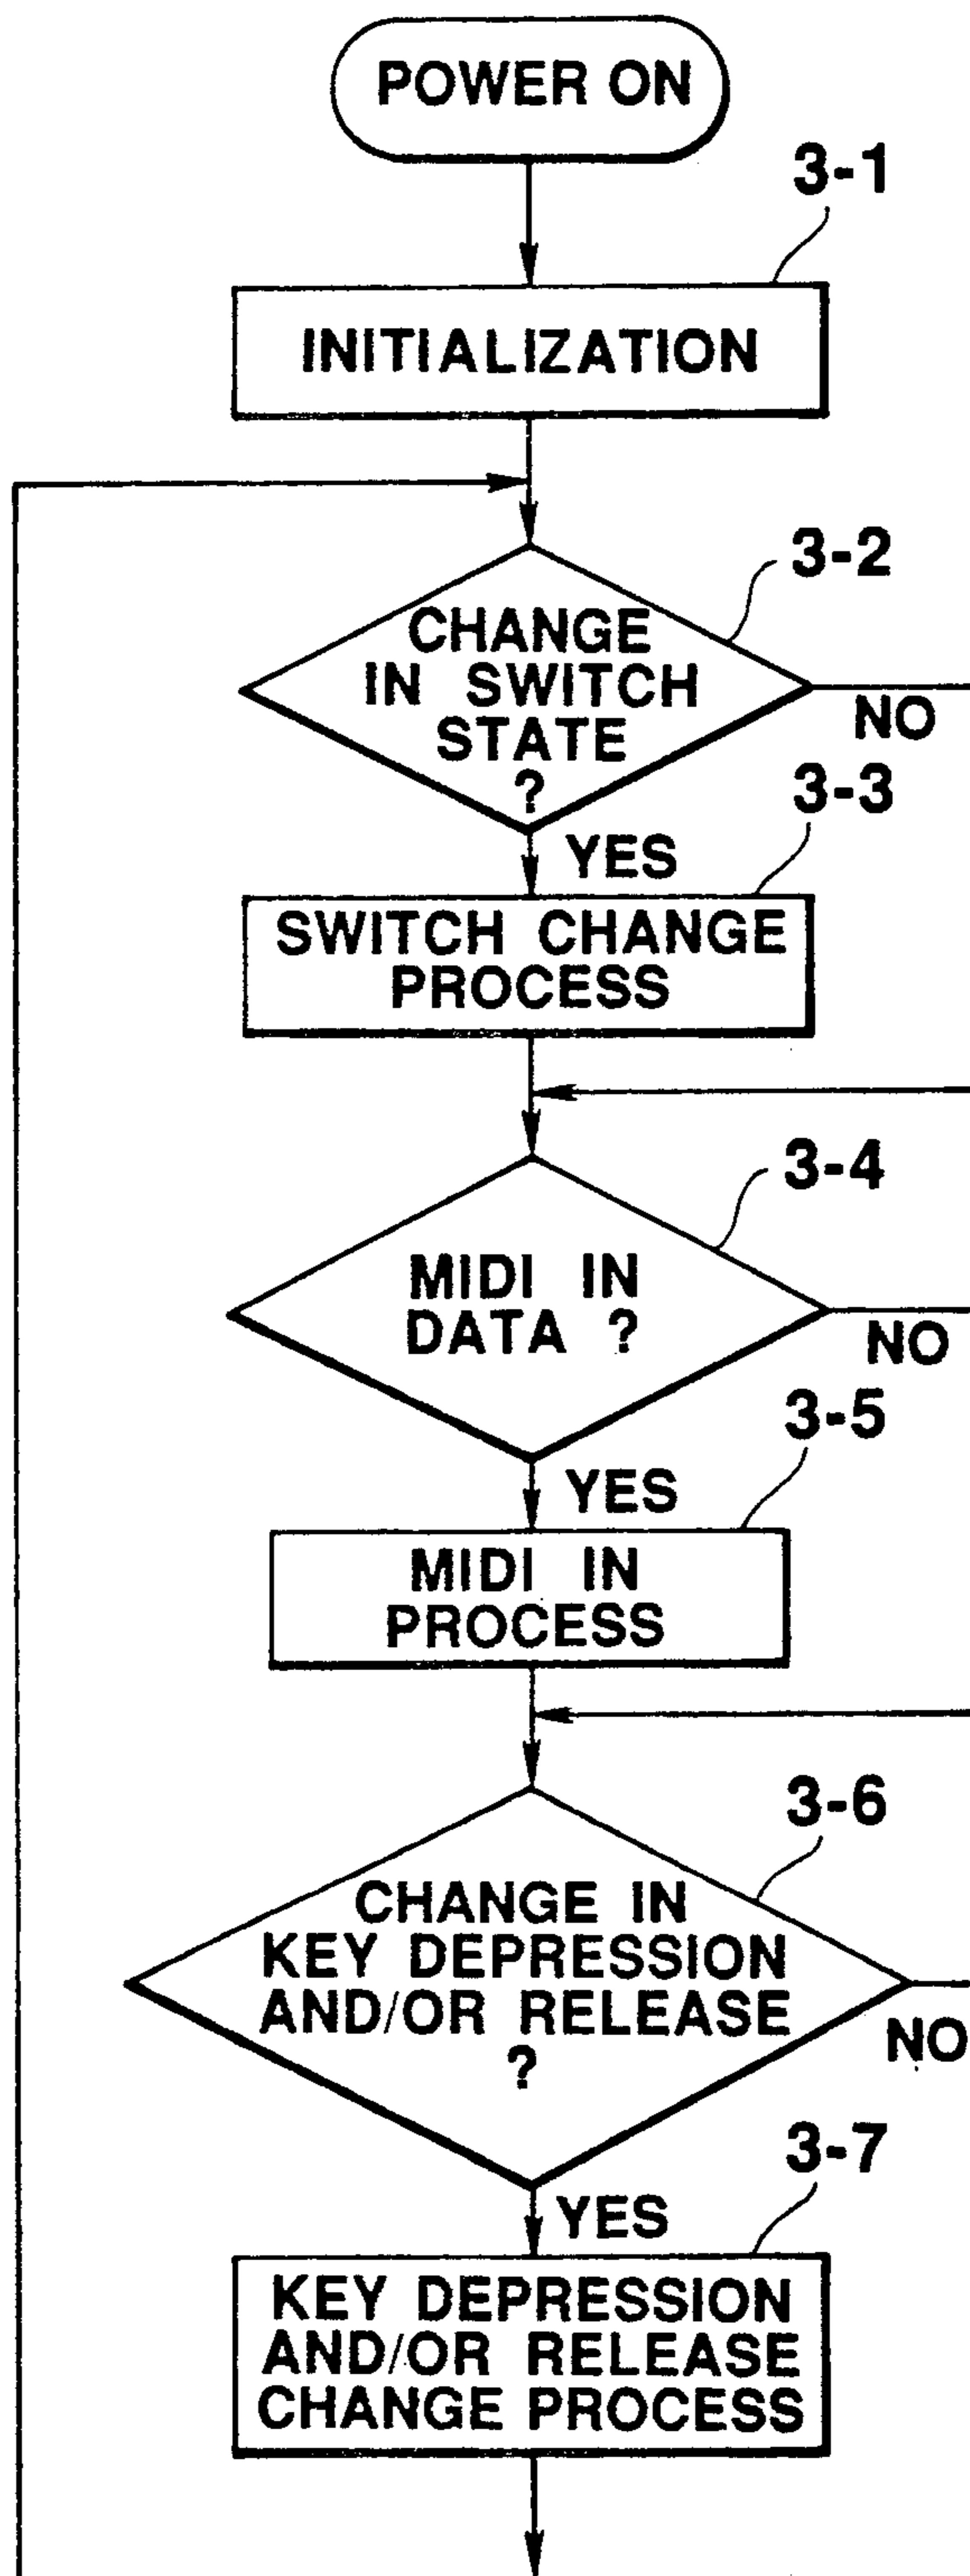 POWER ON
3-1
INITIALIZATION
3-2
CHANGE
IN SWITCH
STATE
?
NO
3-3
YES
SWITCH CHANGE
PROCESS
3-4
MIDI IN
DATA ?
NO
3-5
YES
MIDI IN
PROCESS
3-6
CHANGE IN
KEY DEPRESSION
AND/OR RELEASE
?
NO
3-7
YES
KEY DEPRESSION
AND/OR RELEASE
CHANGE PROCESS